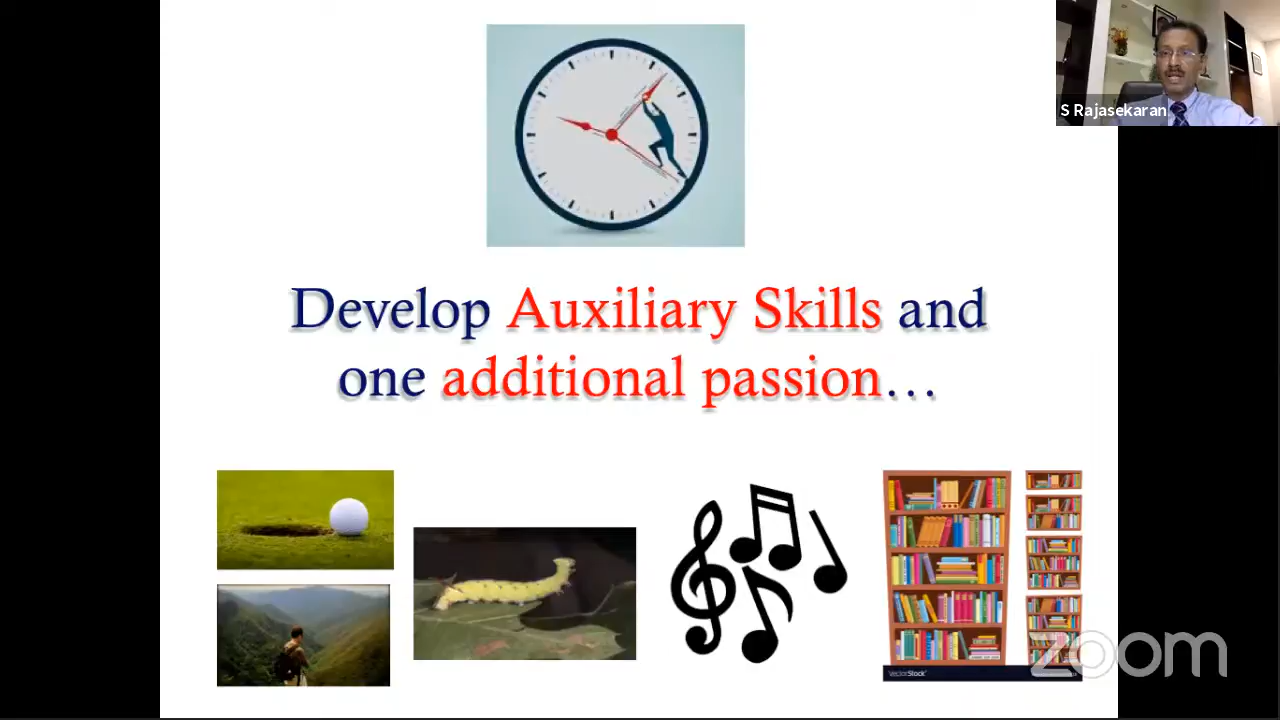 S Rajasekaran
Develop Auxiliary Skills and
one additional passion...
VectorStock
zoom